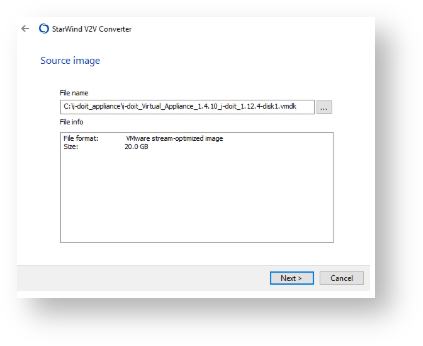 StarWind V2V Converter
Source image
File name
C:\i-doit_appliance\i-doit_Virtual_Appliance_1.4.10_i-doit_1.12.4-disk1.vmdk
...
File info
File format: VMware stream-optimized image
Size: 20.0 GB
Next >
Cancel